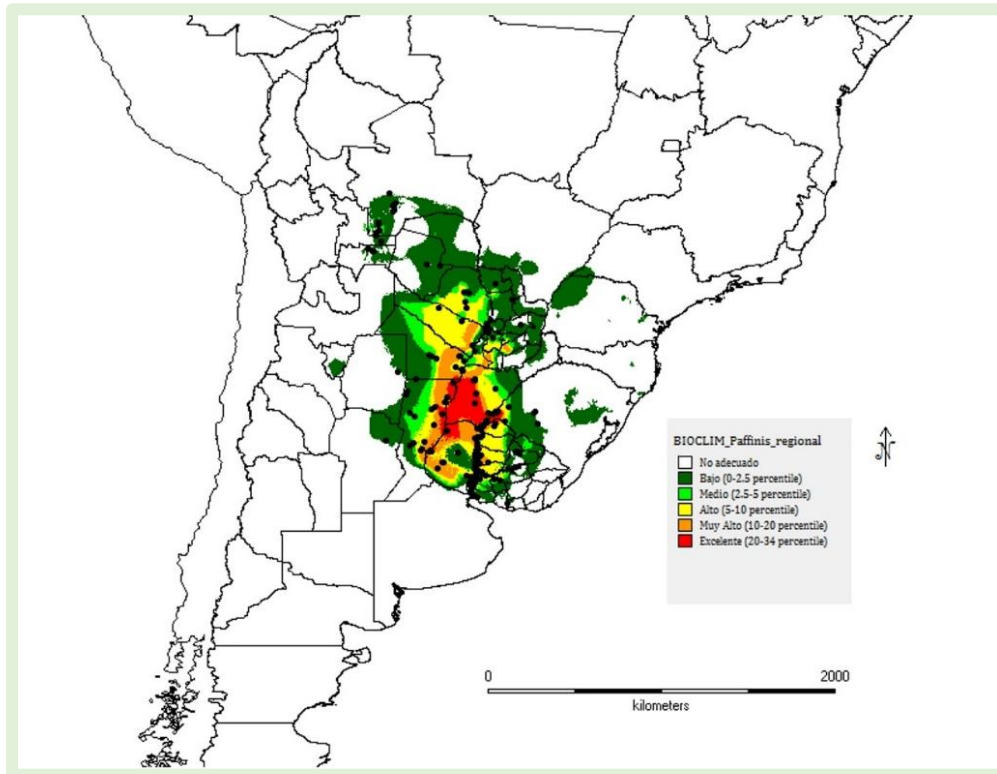 BIOCLIM_Paffinis_regional
N
No adecuado
Bajo (0-2.5 percentile)
Medio (2.5-5 percentile)
Alto (5-10 percentile)
Muy Alto (10-20 percentile)
Excelente (20-34 percentile)
0 2000
kilometers